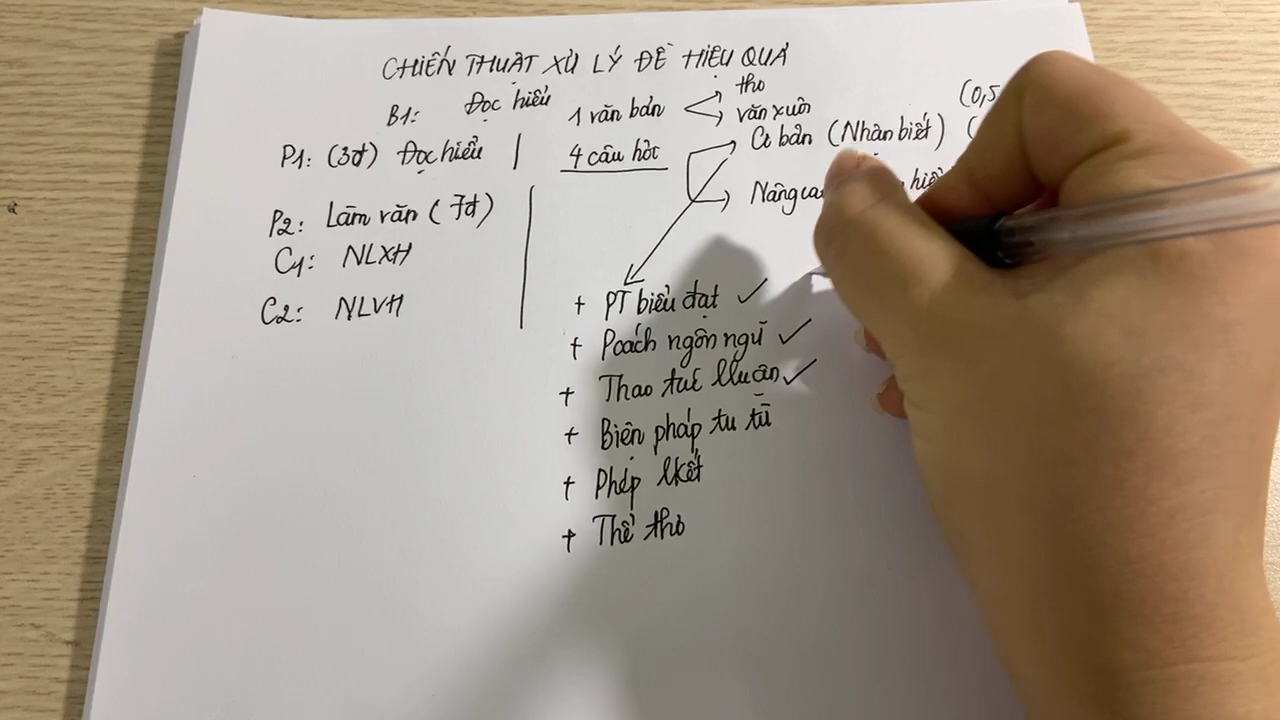 CHIẾN THUẬT XỬ LÝ ĐỀ HIỆU QUẢ
B1: Đọc hiểu
P1: (3đ) Đọc hiểu
P2: Làm văn (7đ)
C1: NLXH
C2: NLVH
1 văn bản
thơ
văn xuôi
4 câu hỏi
Cơ bản (Nhận biết) (
(0,5
Nâng cao
hiểu
+ PT biểu đạt ✓
+ Pcách ngôn ngữ ✓
+ Thao tác lluận ✓
+ Biện pháp tu từ
+ Phép lkết
+ Thể thơ